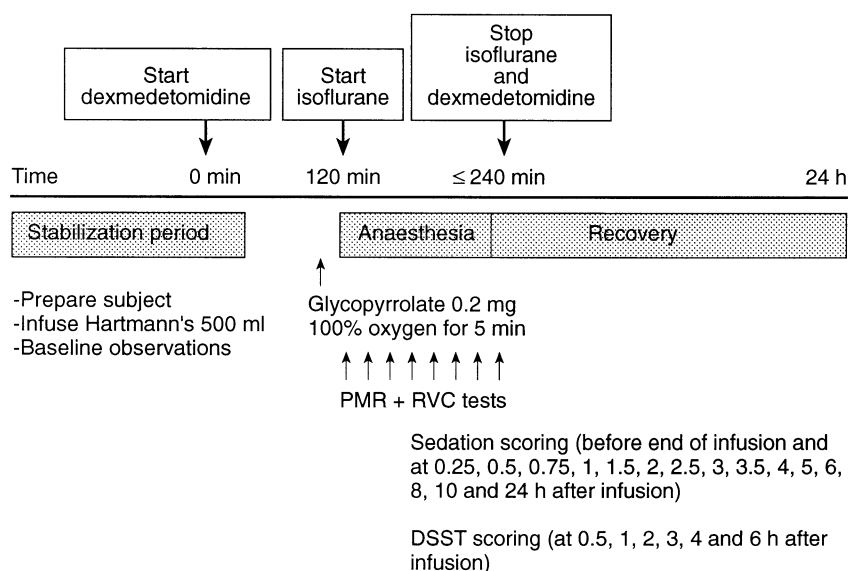 Start
dexmedetomidine
Start
isoflurane
Stop
isoflurane
and
dexmedetomidine
Time
0 min
120 min
≤ 240 min
24 h
Stabilization period
Anaesthesia
Recovery
-Prepare subject
-Infuse Hartmann's 500 ml
-Baseline observations
Glycopyrrolate 0.2 mg
100% oxygen for 5 min
PMR + RVC tests
Sedation scoring (before end of infusion and
at 0.25, 0.5, 0.75, 1, 1.5, 2, 2.5, 3, 3.5, 4, 5, 6,
8, 10 and 24 h after infusion)
DSST scoring (at 0.5, 1, 2, 3, 4 and 6 h after
infusion)